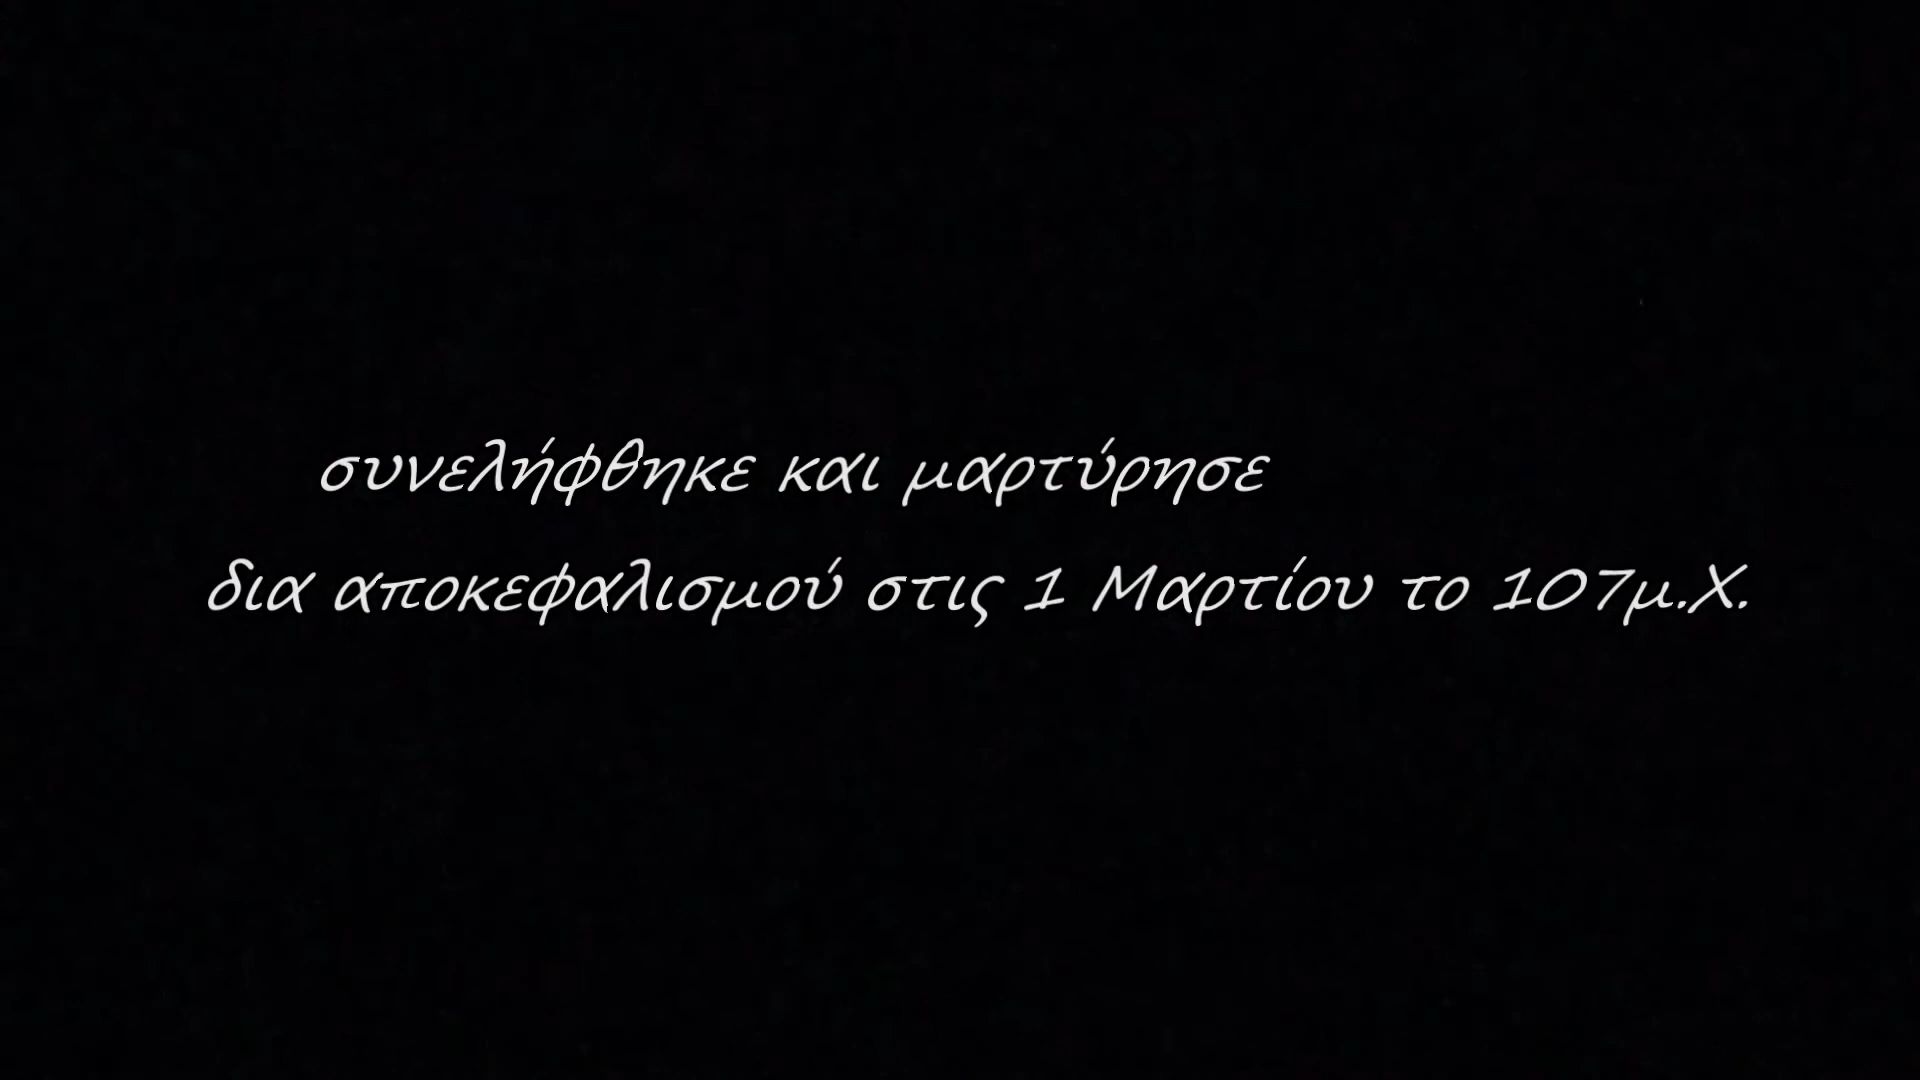 συνελήφθηκε και μαρτύρησε
δια αποκεφαλισμού στις 1 Μαρτίου το 107μ.Χ.